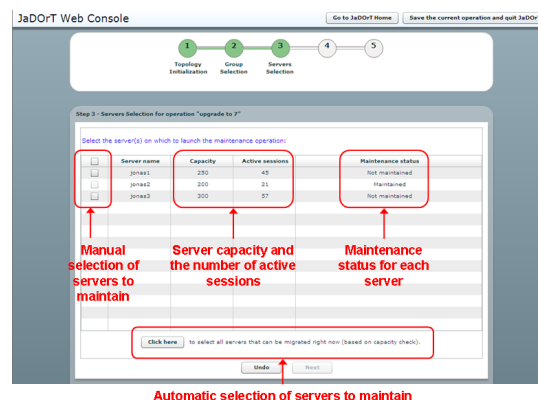 JaDOrT Web Console
Go to JaDOrT Home
Save the current operation and quit JaDOrT
1 2 3 4 5
Topology Initialization
Group Selection
Servers Selection
Step 3 - Servers Selection for operation "upgrade to 7"
Select the server(s) on which to launch the maintenance operation:
Server name Capacity Active sessions Maintenance status
jonas1 250 45 Not maintained
jonas2 200 21 Maintained
jonas3 300 57 Not maintained
Manual selection of servers to maintain
Server capacity and the number of active sessions
Maintenance status for each server
Click here to select all servers that can be migrated right now (based on capacity check).
Undo Next
Automatic selection of servers to maintain